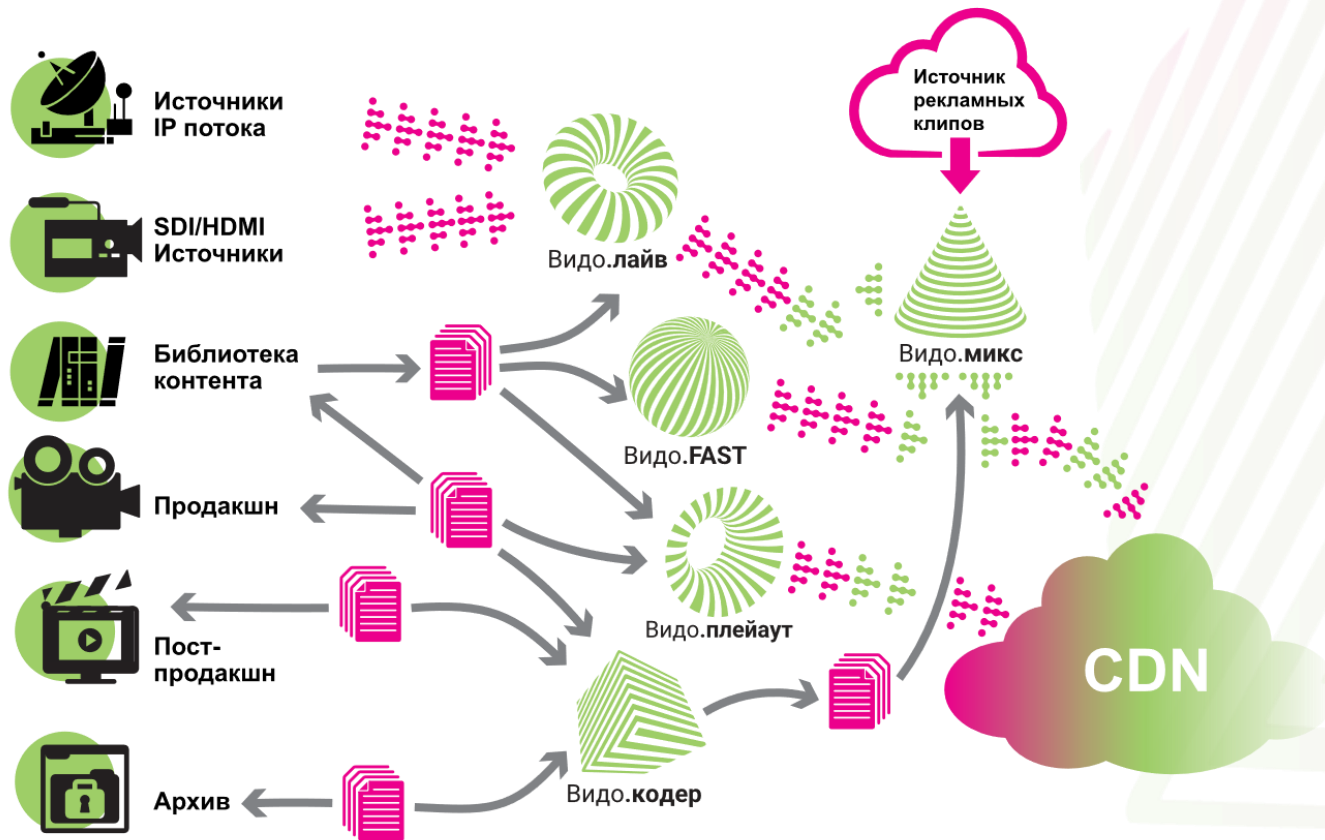 Источники
IP потока
SDI/HDMI
Источники
Библиотека
контента
Продакшн
Пост-
продакшн
Архив
Видо.лайв
Видо.FAST
Видо.плейаут
Видо.кодер
Источник
рекламных
клипов
Видо.микс
CDN